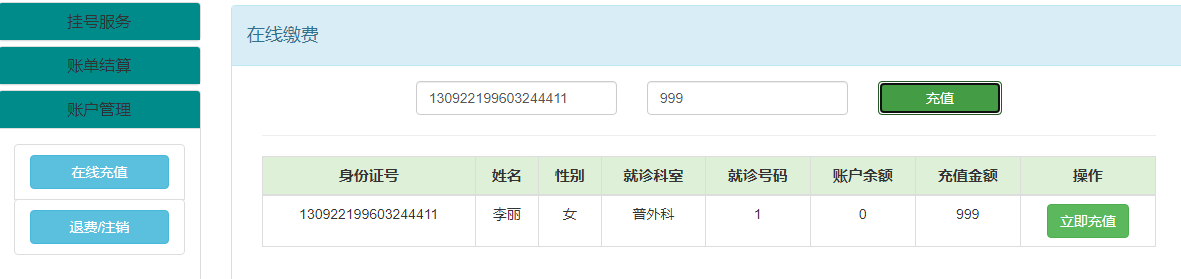 挂号服务
账单结算
账户管理
在线充值
退费/注销
在线缴费
130922199603244411 999 充值
身份证号 姓名 性别 就诊科室 就诊号码 账户余额 充值金额 操作
130922199603244411 李丽 女 普外科 1 0 999 立即充值